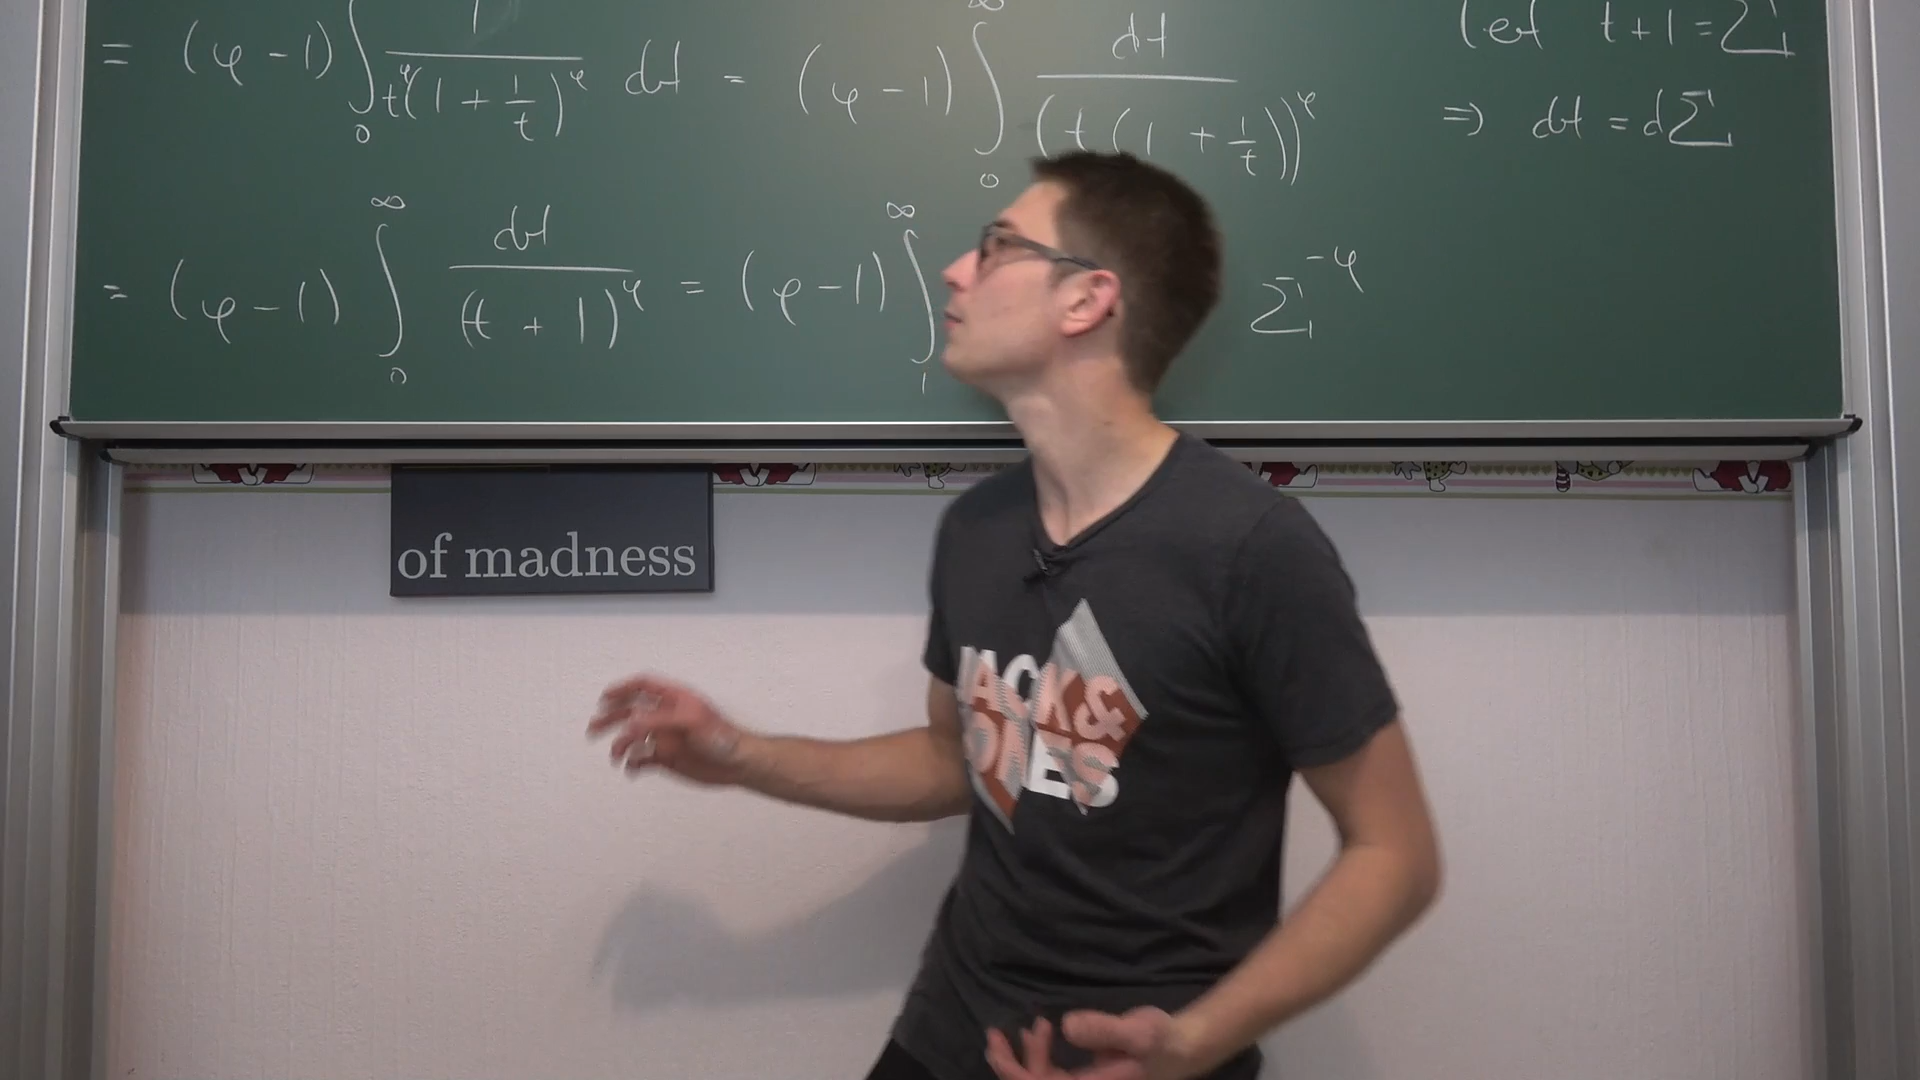 = (φ - 1) ∫₀ 1 / t^φ(1 + 1/t)^φ dt = (φ - 1) ∫₀^∞ dt / (t(1 + 1/t))^φ
let t + 1 = Σ
⇒ dt = dΣ
= (φ - 1) ∫₀^∞ dt / (t + 1)^φ = (φ - 1) ∫₁^∞ Σ^-φ
of madness
JACK&
JONES